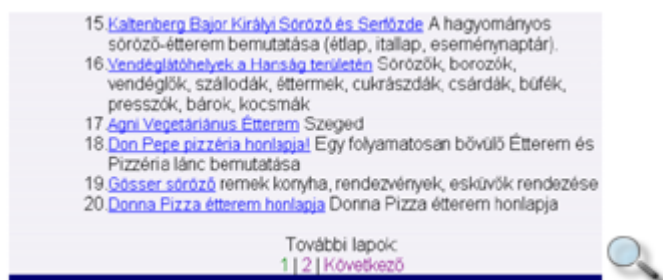 15. Kaltenberg Bajor Királyi Söröző és Serfőzde A hagyományos
söröző-étterem bemutatása (étlap, itallap, eseménynaptár).
16. Vendéglátóhelyek a Hanság területén Sörözők, borozók,
vendéglők, szállodák, éttermek, cukrászdák, csárdák, büfék,
presszók, bárok, kocsmák
17. Agni Vegetáriánus Étterem Szeged
18. Don Pepe pizzéria honlapja! Egy folyamatosan bővülő Étterem és
Pizzéria lánc bemutatása
19. Gösser söröző remek konyha, rendezvények, esküvők rendezése
20. Donna Pizza étterem honlapja Donna Pizza étterem honlapja
További lapok:
1 | 2 | Következő